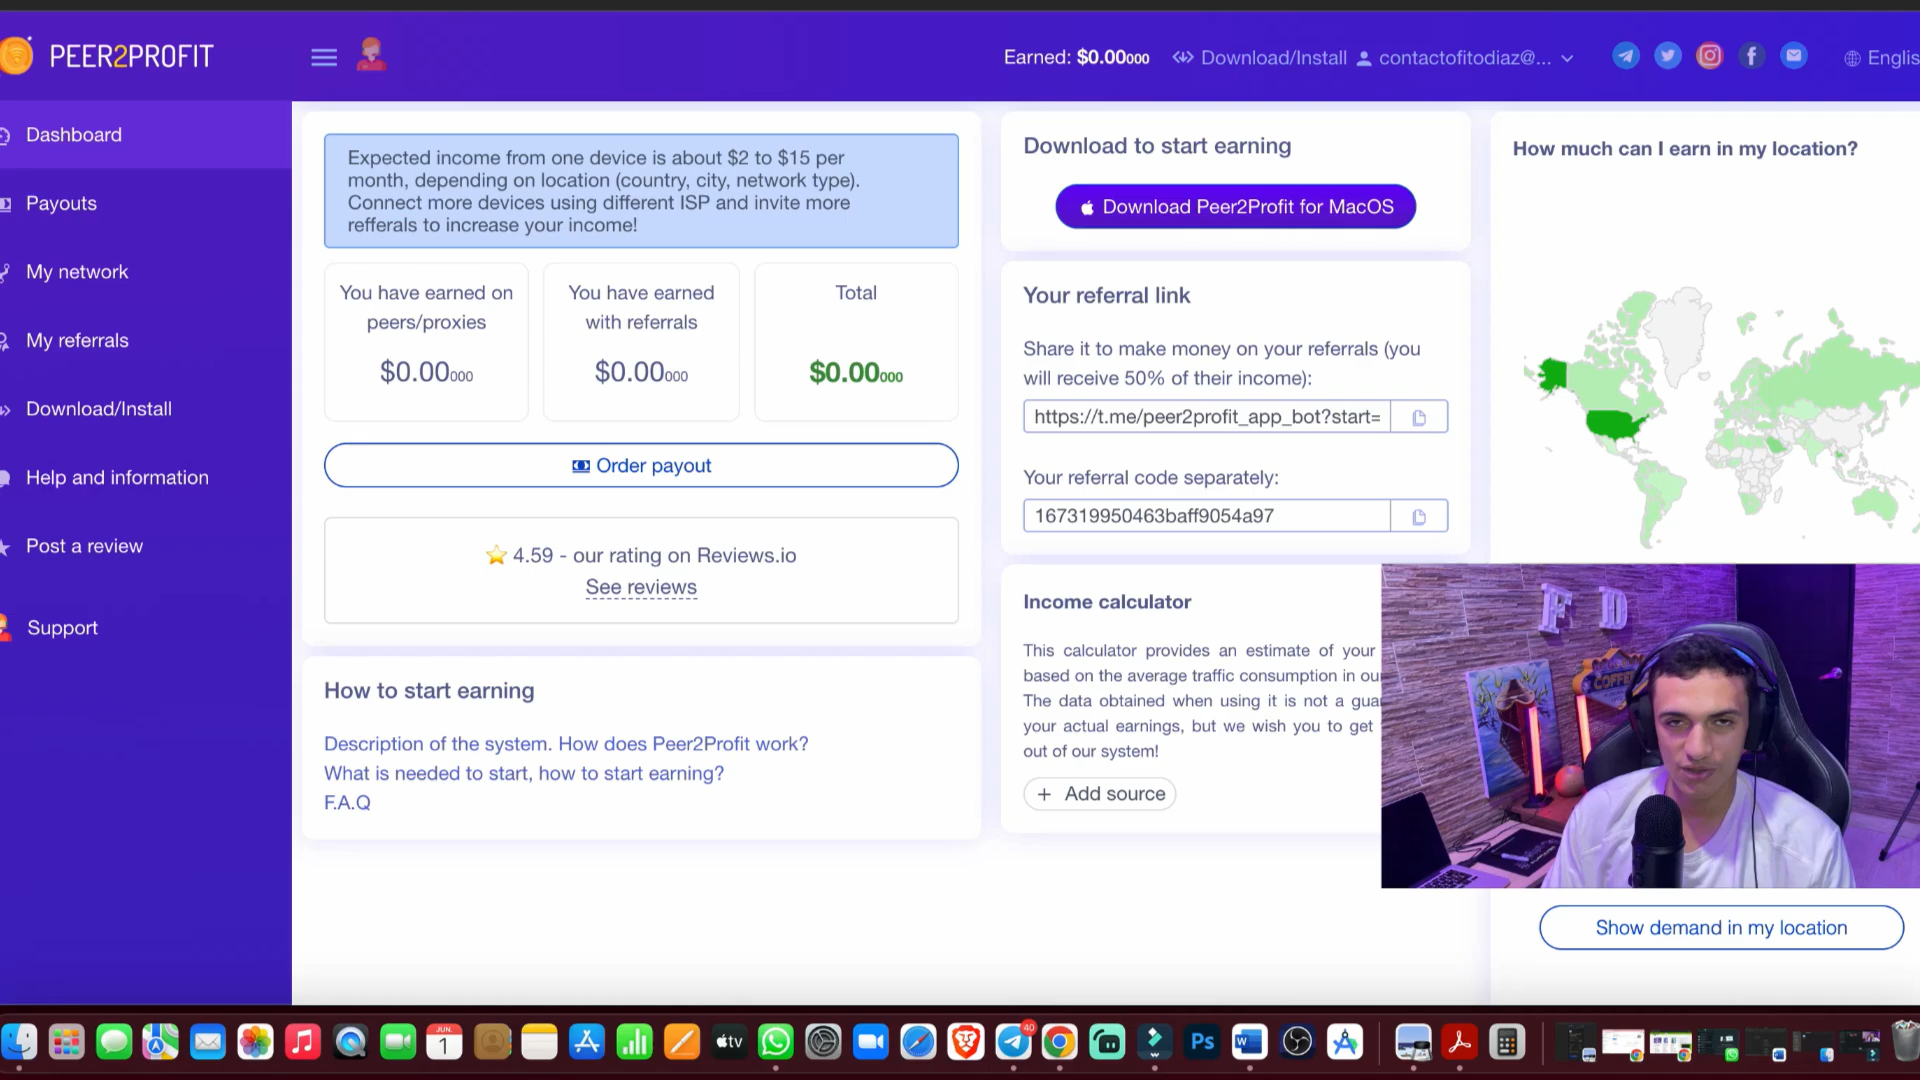 PEER2PROFIT
Earned: $0.00000
Download/Install
contactofitodiaz@...
Englis
Dashboard
Payouts
My network
My referrals
Download/Install
Help and information
Post a review
Support
Expected income from one device is about $2 to $15 per
month, depending on location (country, city, network type).
Connect more devices using different ISP and invite more
refferals to increase your income!
You have earned on
peers/proxies
$0.00000
You have earned
with referrals
$0.00000
Total
$0.00000
Order payout
4.59 - our rating on Reviews.io
See reviews
How to start earning
Description of the system. How does Peer2Profit work?
What is needed to start, how to start earning?
F.A.Q
Download to start earning
Download Peer2Profit for MacOS
Your referral link
Share it to make money on your referrals (you
will receive 50% of their income):
https://t.me/peer2profit_app_bot?start=
Your referral code separately:
167319950463baff9054a97
Income calculator
This calculator provides an estimate of your
based on the average traffic consumption in ou
The data obtained when using it is not a gua
your actual earnings, but we wish you to get
out of our system!
+ Add source
How much can I earn in my location?
F D
COFFEE
Show demand in my location
JUN.
1
tv
40
Ps
W